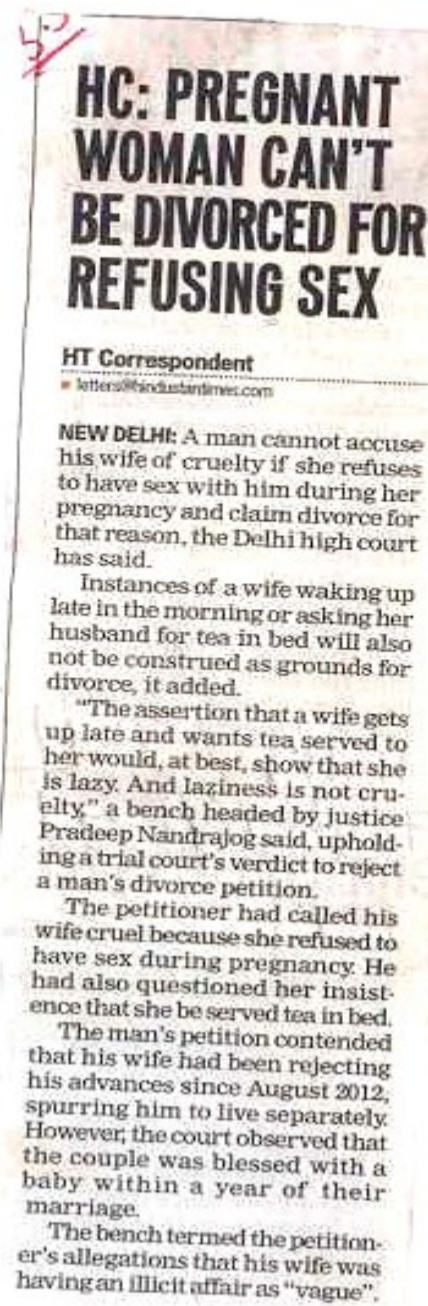 HC: PREGNANT
WOMAN CAN'T
BE DIVORCED FOR
REFUSING SEX
HT Correspondent
letters@hindustantimes.com
NEW DELHI: A man cannot accuse
his wife of cruelty if she refuses
to have sex with him during her
pregnancy and claim divorce for
that reason, the Delhi high court
has said.
Instances of a wife waking up
late in the morning or asking her
husband for tea in bed will also
not be construed as grounds for
divorce, it added.
"The assertion that a wife gets
up late and wants tea served to
her would, at best, show that she
is lazy. And laziness is not cru-
elty," a bench headed by justice
Pradeep Nandrajog said, uphold-
ing a trial court's verdict to reject
a man's divorce petition.
The petitioner had called his
wife cruel because she refused to
have sex during pregnancy. He
had also questioned her insist-
ence that she be served tea in bed.
The man's petition contended
that his wife had been rejecting
his advances since August 2012,
spurring him to live separately.
However, the court observed that
the couple was blessed with a
baby within a year of their
marriage.
The bench termed the petition-
er's allegations that his wife was
having an illicit affair as "vague".